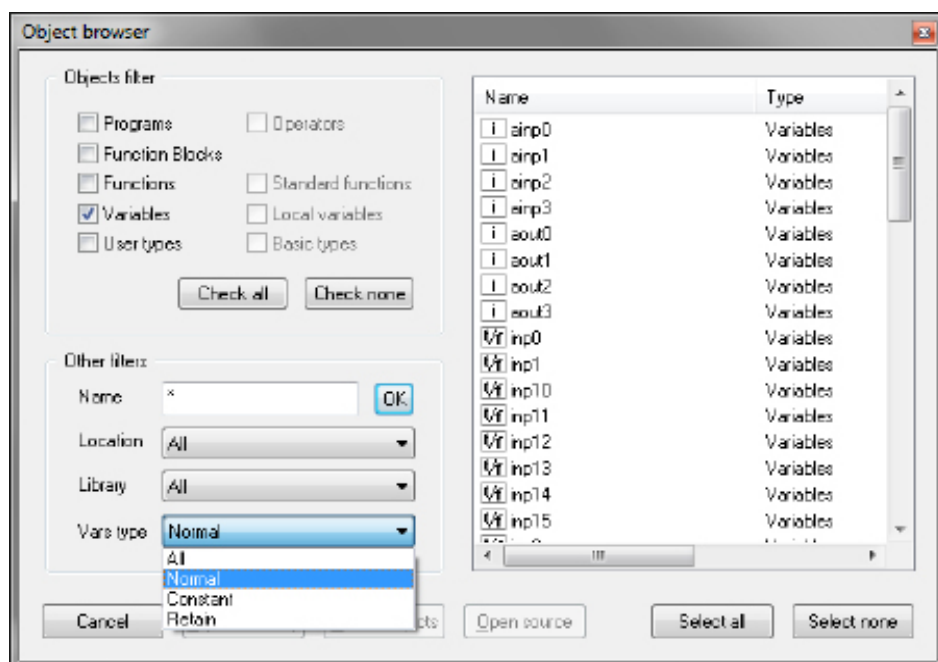 Object browser
Objects filter
Programs
Operators
Function Blocks
Functions
Standard functions
Variables
Local variables
User types
Basic types
Check all
Check none
Other filters
Name
*
OK
Location
All
Library
All
Vars type
Normal
All
Normal
Constant
Retain
Cancel
Open source
Select all
Select none
Name Type
i ainp0 Variables
i ainp1 Variables
i ainp2 Variables
i ainp3 Variables
i aout0 Variables
i aout1 Variables
i aout2 Variables
i aout3 Variables
t/f inp0 Variables
t/f inp1 Variables
t/f inp10 Variables
t/f inp11 Variables
t/f inp12 Variables
t/f inp13 Variables
t/f inp14 Variables
t/f inp15 Variables